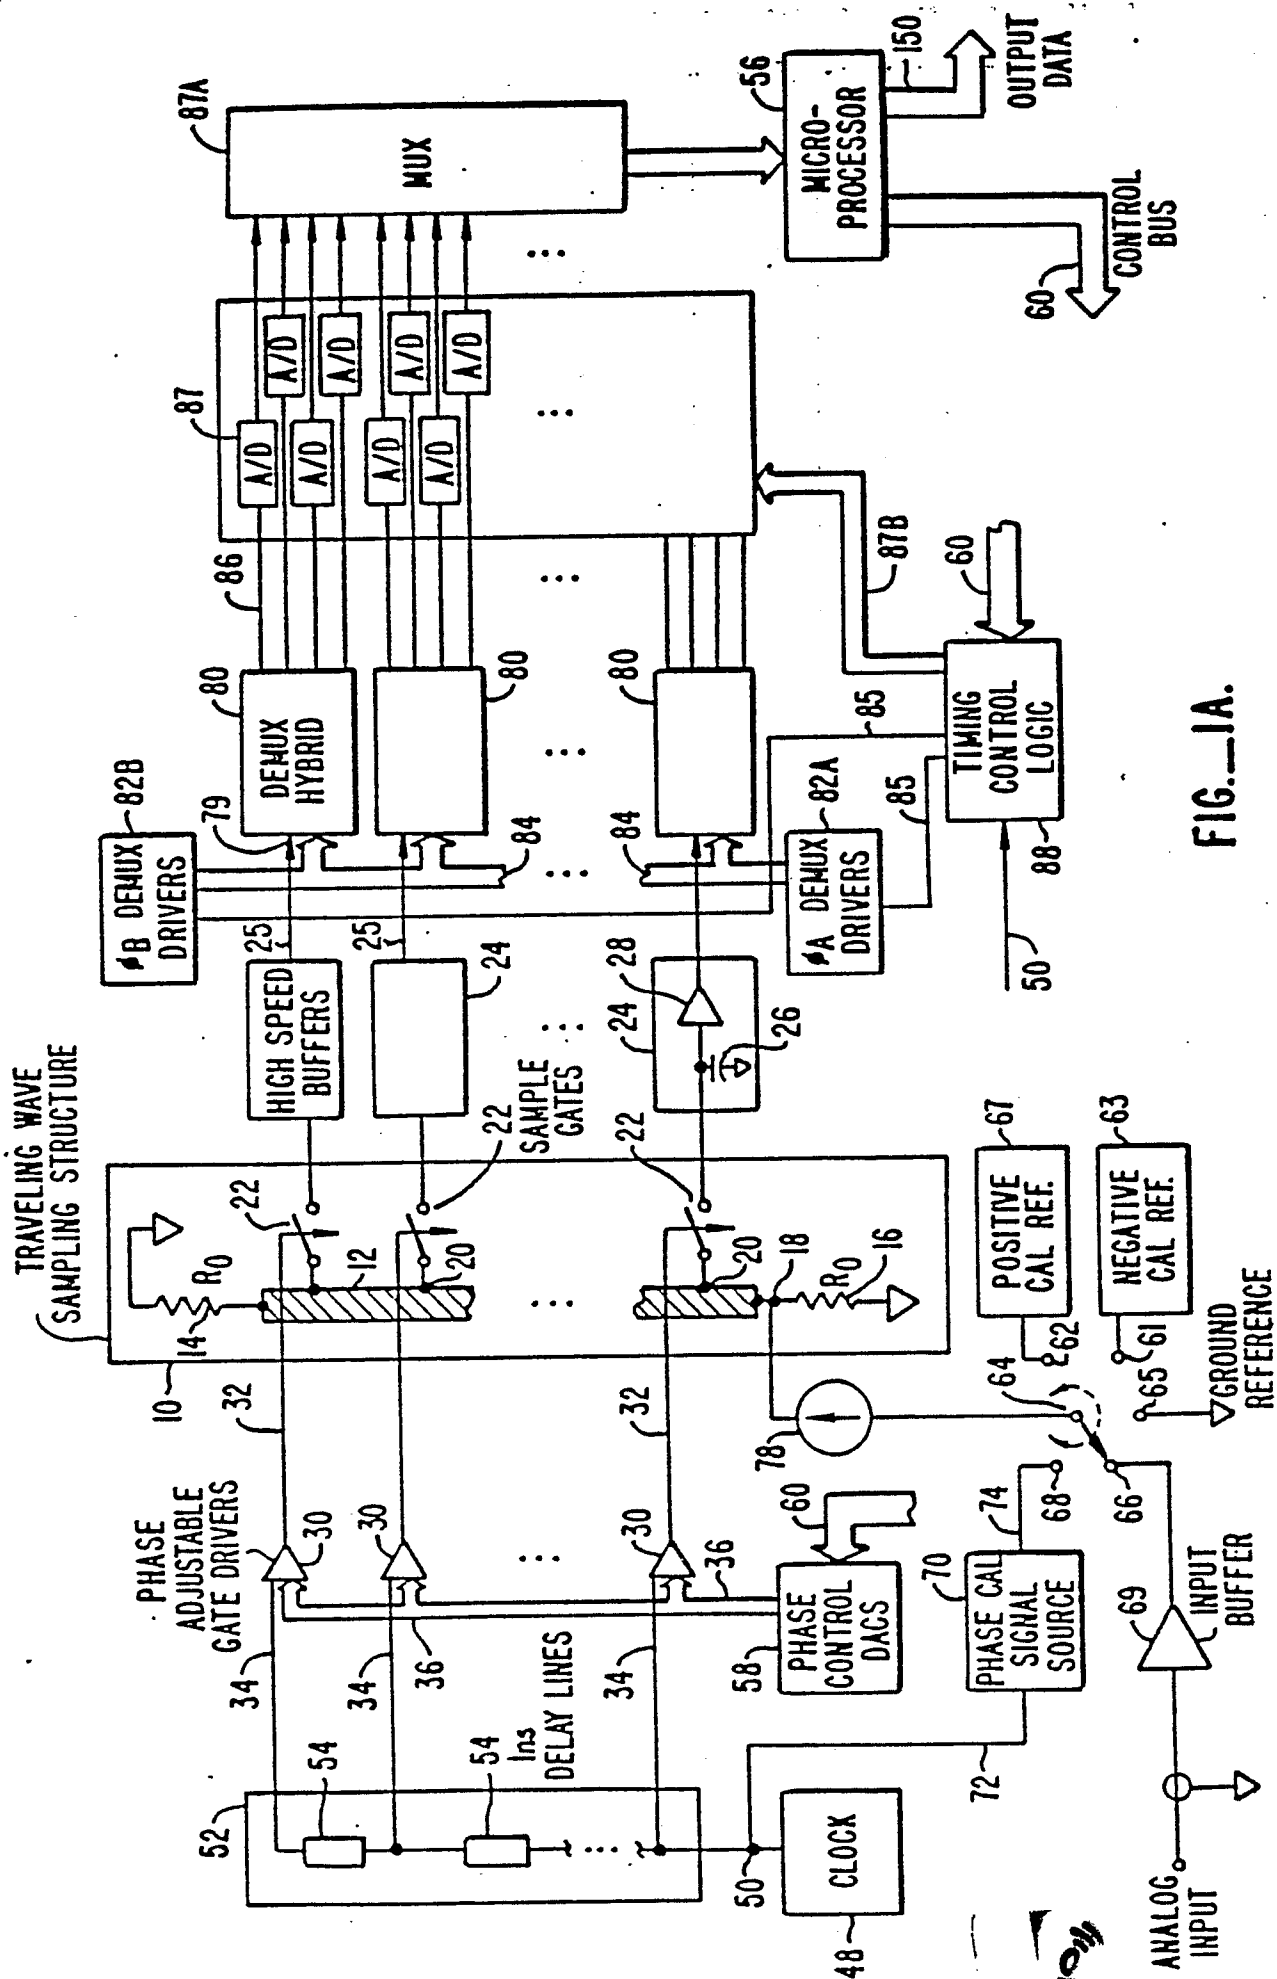 TRAVELING WAVE
SAMPLING STRUCTURE
PHASE
ADJUSTABLE
GATE DRIVERS
52
54
54
1ns
DELAY LINES
34
34
34
36
36
30
30
30
32
32
10
14
R0
12
20
20
18
16
R0
22
22
SAMPLE
GATES
22
HIGH SPEED
BUFFERS
24
24
26
28
25
25
ϕB DEMUX
DRIVERS
82B
79
DEMUX
HYBRID
80
80
80
84
84
ϕA DEMUX
DRIVERS
82A
85
85
86
87
A/D
A/D
A/D
A/D
A/D
A/D
A/D
A/D
87A
MUX
87B
MICRO-
PROCESSOR
56
150
OUTPUT
DATA
60
CONTROL
BUS
60
TIMING
CONTROL
LOGIC
88
50
CLOCK
48
50
72
PHASE CONTROL
DACS
58
60
PHASE CAL
SIGNAL
SOURCE
70
74
78
68
66
64
62
61
65
GROUND
REFERENCE
POSITIVE
CAL REF.
67
NEGATIVE
CAL REF.
63
69
INPUT
BUFFER
ANALOG
INPUT
FIG._1A.